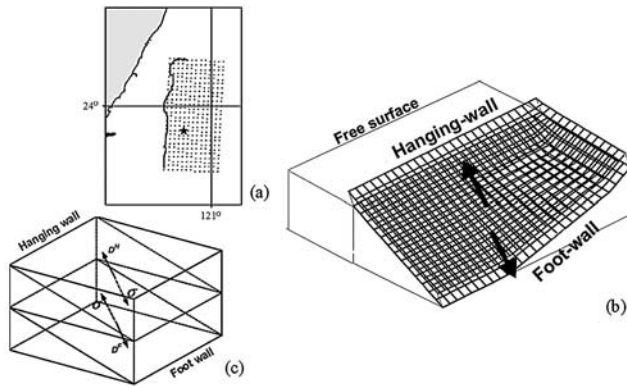 24°
121°
(a)
Free surface
Hanging-wall
Foot-wall
(b)
Hanging wall
Foot wall
(c)